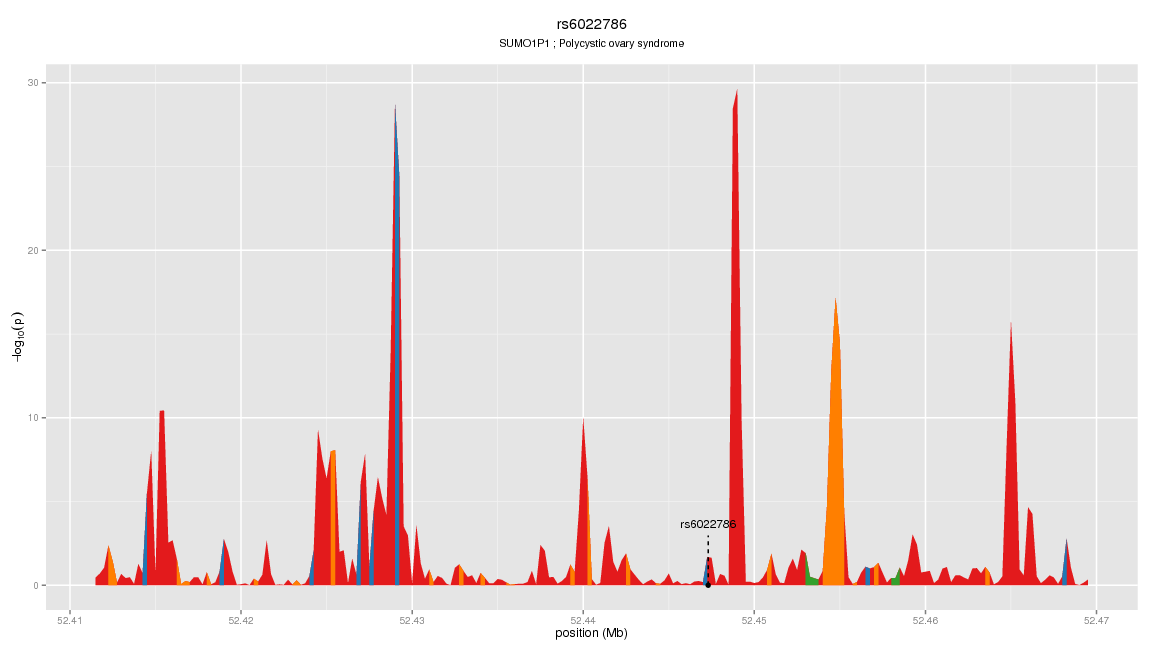 rs6022786
SUMO1P1 ; Polycystic ovary syndrome
30
20
10
0
−log10(p)
rs6022786
52.41
52.42
52.43
52.44
52.45
52.46
52.47
position (Mb)